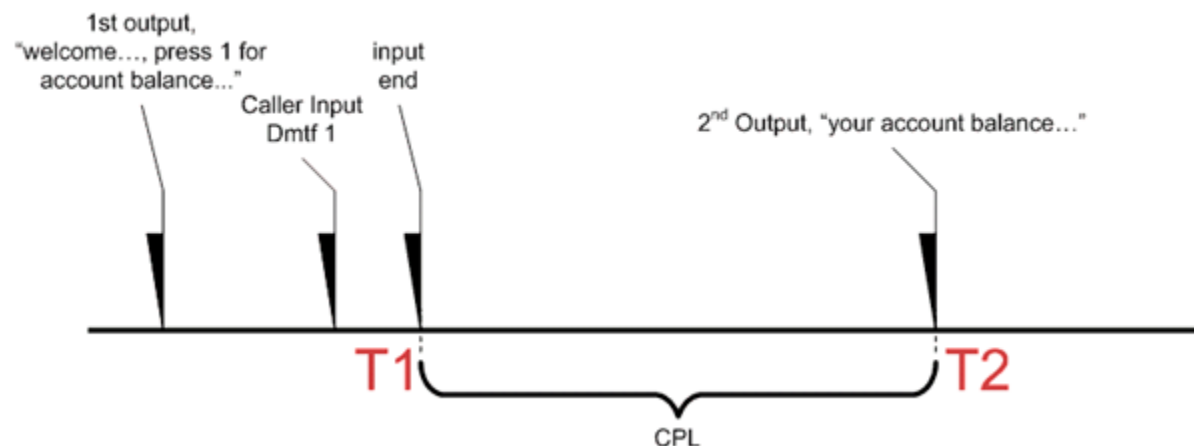 1st output,
“welcome…, press 1 for
account balance...”
Caller Input
Dmtf 1
input
end
2nd Output, “your account balance…”
T1
T2
CPL